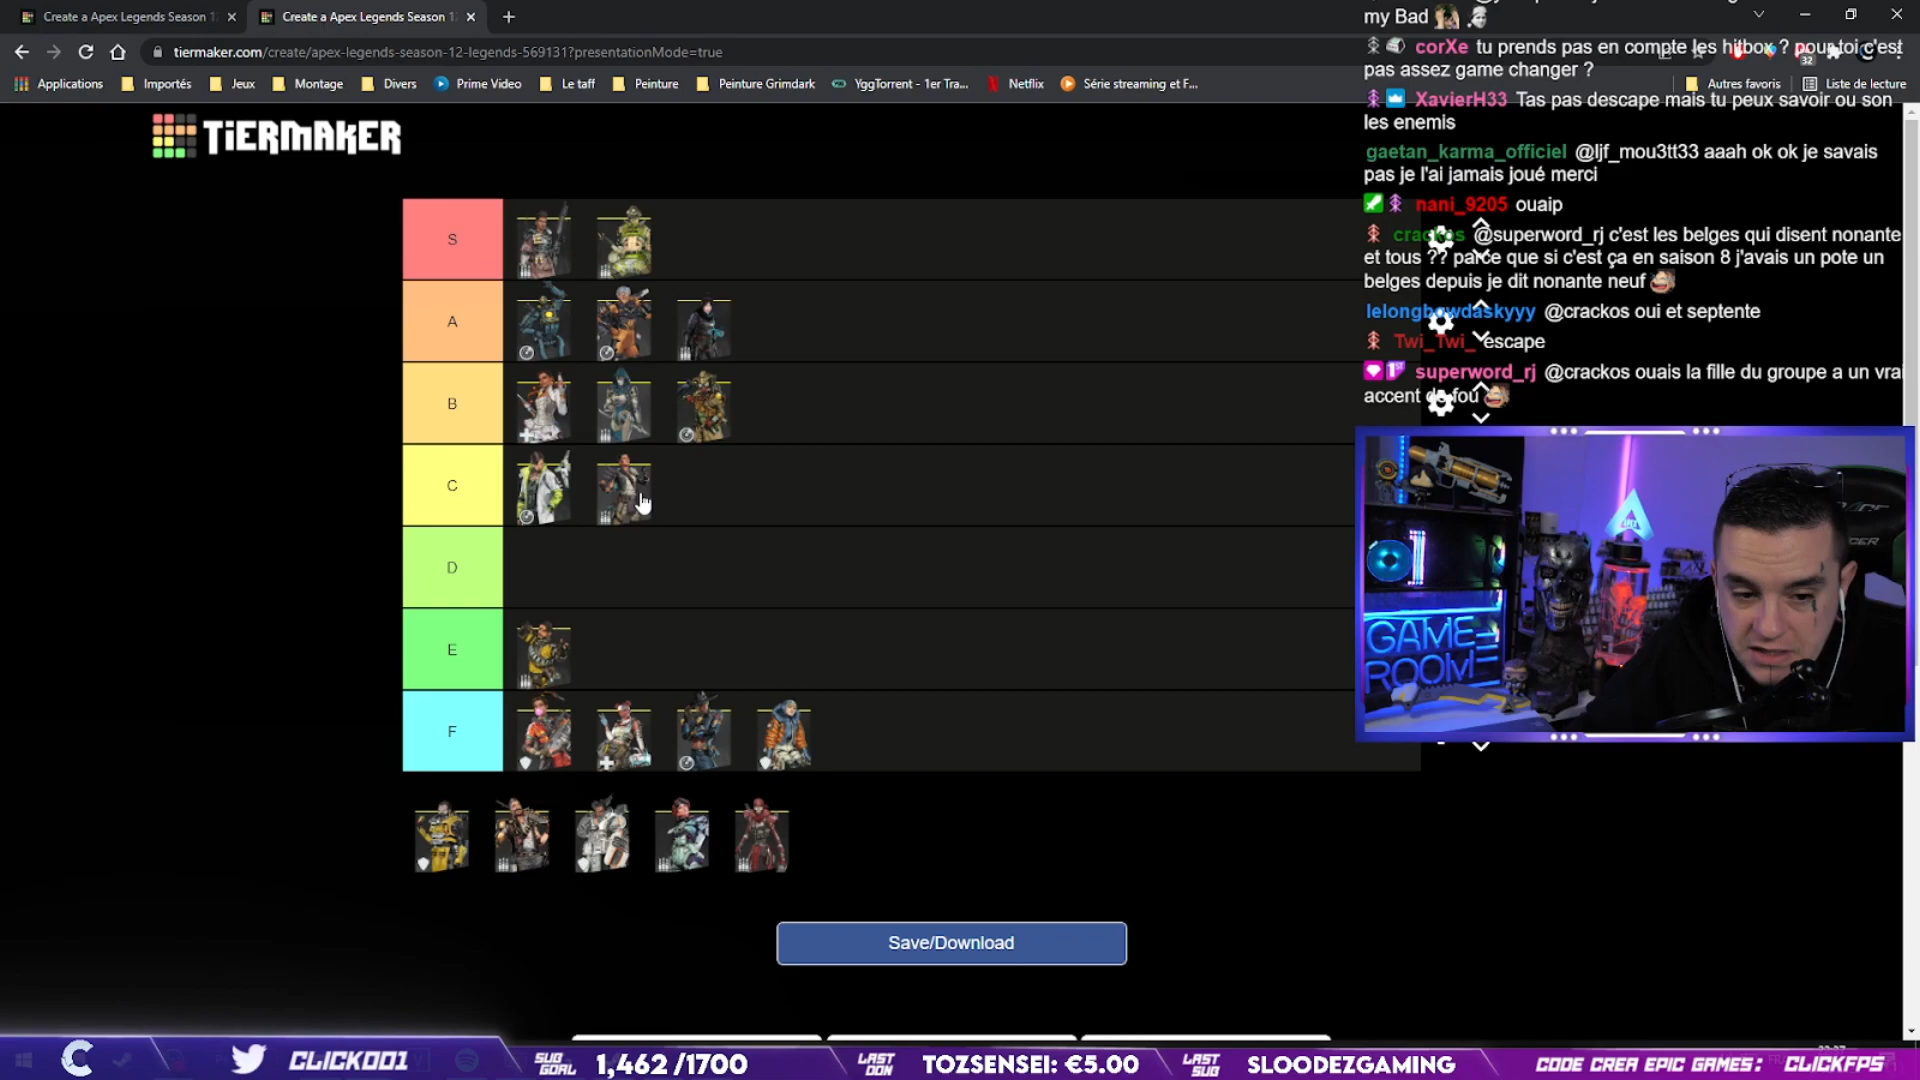 Create a Apex Legends Season 1
Create a Apex Legends Season 1
tiermaker.com/create/apex-legends-season-12-legends-569131?presentationMode=true
Applications
Importés
Jeux
Montage
Divers
Prime Video
Le taff
Peinture
Peinture Grimdark
YggTorrent - 1er Tra...
Netflix
Série streaming et F...
Autres favoris
Liste de lecture
TiERMAKER
S
A
B
C
D
E
F
Save/Download
my Bad
corXe tu prends pas en compte les hitbox ? pour toi c'est
pas assez game changer ?
XavierH33 Tas pas descape mais tu peux savoir ou son
les enemis
gaetan_karma_officiel @ljf_mou3tt33 aaah ok ok je savais
pas je l'ai jamais joué merci
nani_9205 ouaip
crackos @superword_rj c'est les belges qui disent nonante
et tous ?? parce que si c'est ça en saison 8 j'avais un pote un
belges depuis je dit nonante neuf
lelongbowdaskyyy @crackos oui et septente
Twi_Twi_ escape
superword_rj @crackos ouais la fille du groupe a un vrai
accent de fou
GAME
ROOM
CLICK001
SUB GOAL 1,462 /1700
LAST DON TOZSENSEI: €5.00
LAST SUB SLOODEZGAMING
CODE CREA EPIC GAMES : CLICKFPS